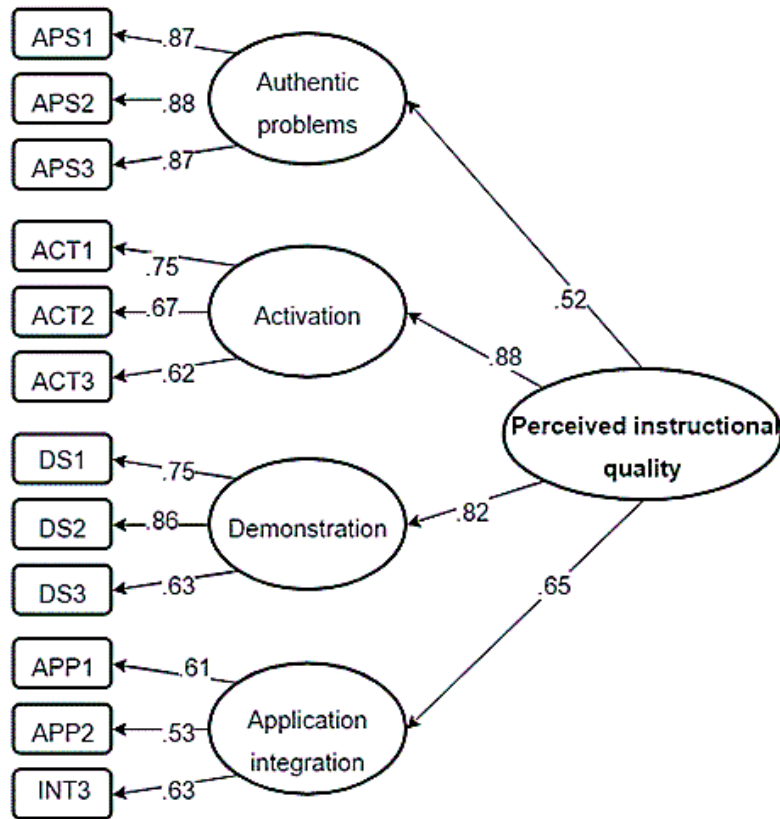 APS1
.87
APS2
.88
APS3
.87
Authentic
problems
ACT1
.75
ACT2
.67
ACT3
.62
Activation
.52
.88
Perceived instructional
quality
DS1
.75
DS2
.86
DS3
.63
Demonstration
.82
.65
APP1
.61
APP2
.53
INT3
.63
Application
integration